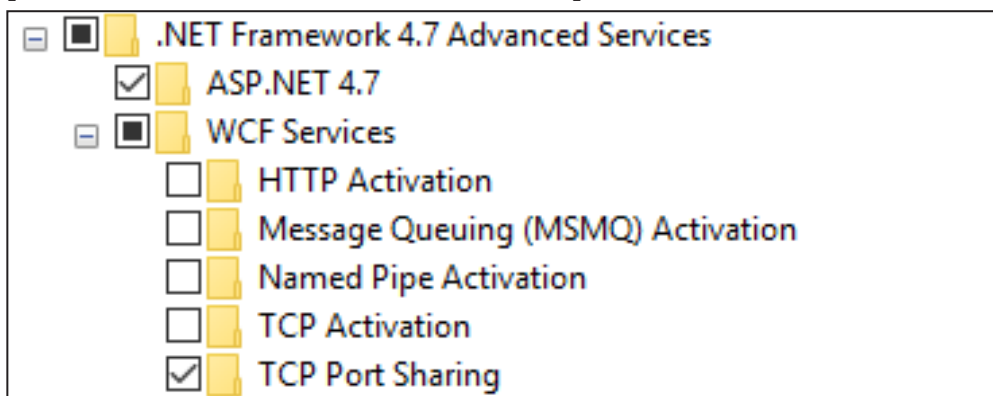 .NET Framework 4.7 Advanced Services
ASP.NET 4.7
WCF Services
HTTP Activation
Message Queuing (MSMQ) Activation
Named Pipe Activation
TCP Activation
TCP Port Sharing